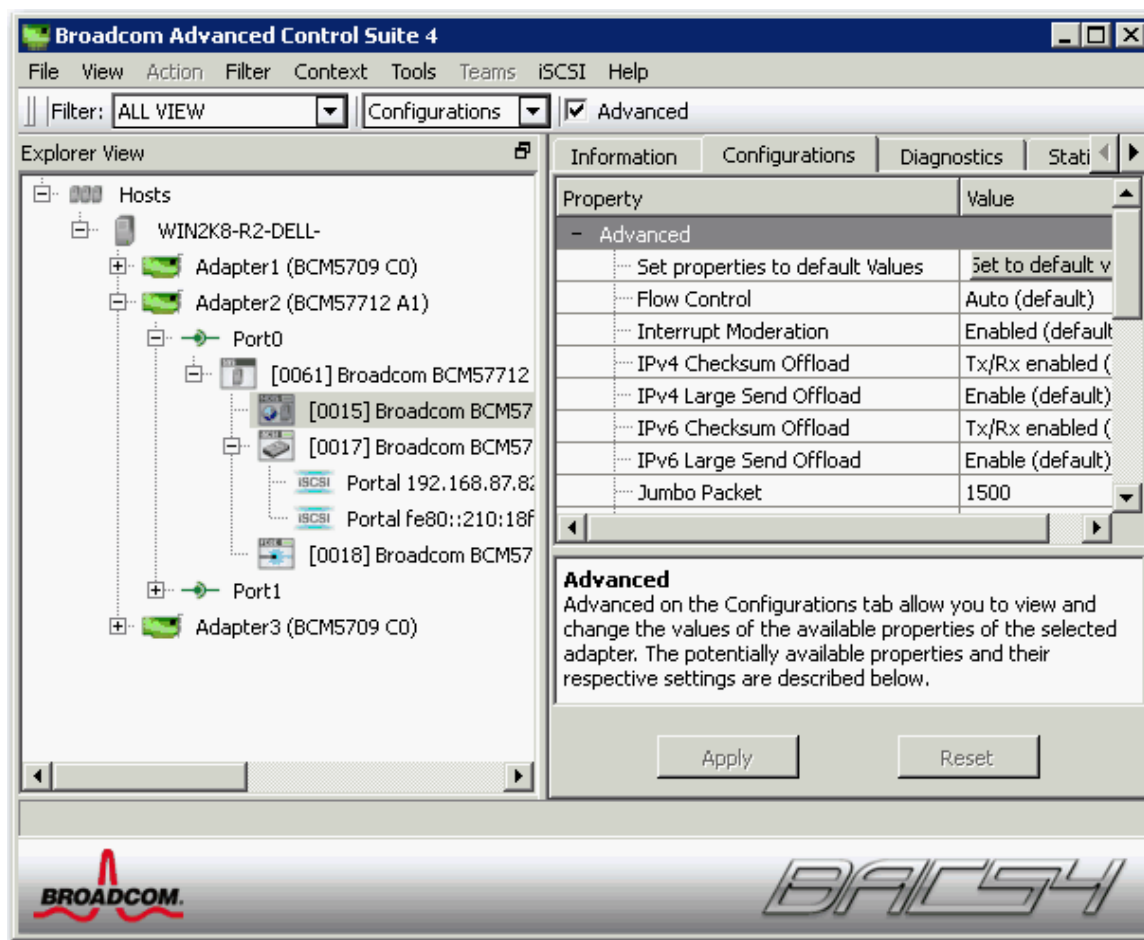 Broadcom Advanced Control Suite 4
File View Action Filter Context Tools Teams iSCSI Help
Filter: ALL VIEW Configurations Advanced
Explorer View
Hosts
WIN2K8-R2-DELL-
Adapter1 (BCM5709 C0)
Adapter2 (BCM57712 A1)
Port0
[0061] Broadcom BCM57712
[0015] Broadcom BCM57
[0017] Broadcom BCM57
iSCSI Portal 192.168.87.82
iSCSI Portal fe80::210:18f
[0018] Broadcom BCM57
Port1
Adapter3 (BCM5709 C0)
Information Configurations Diagnostics Stati
Property Value
Advanced
Set properties to default Values Set to default v
Flow Control Auto (default)
Interrupt Moderation Enabled (default
IPv4 Checksum Offload Tx/Rx enabled (
IPv4 Large Send Offload Enable (default)
IPv6 Checksum Offload Tx/Rx enabled (
IPv6 Large Send Offload Enable (default)
Jumbo Packet 1500
Advanced
Advanced on the Configurations tab allow you to view and
change the values of the available properties of the selected
adapter. The potentially available properties and their
respective settings are described below.
Apply Reset
BROADCOM.
BACS4